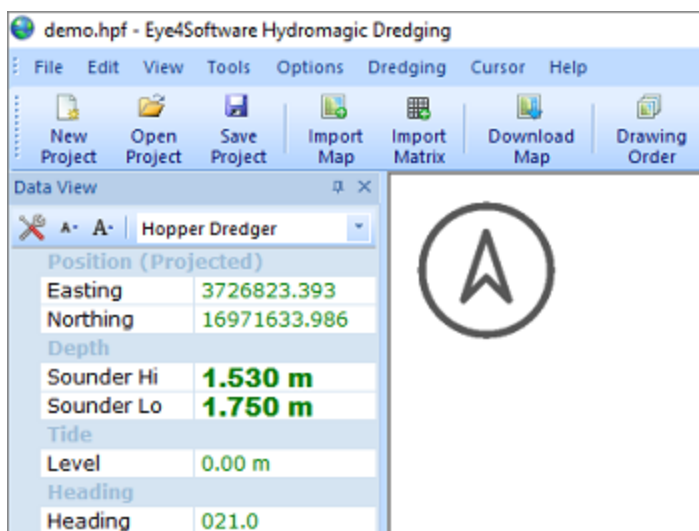 demo.hpf - Eye4Software Hydromagic Dredging
File Edit View Tools Options Dredging Cursor Help
New Project Open Project Save Project Import Map Import Matrix Download Map Drawing Order
Data View
A- A- Hopper Dredger
Position (Projected)
Easting 3726823.393
Northing 16971633.986
Depth
Sounder Hi 1.530 m
Sounder Lo 1.750 m
Tide
Level 0.00 m
Heading
Heading 021.0